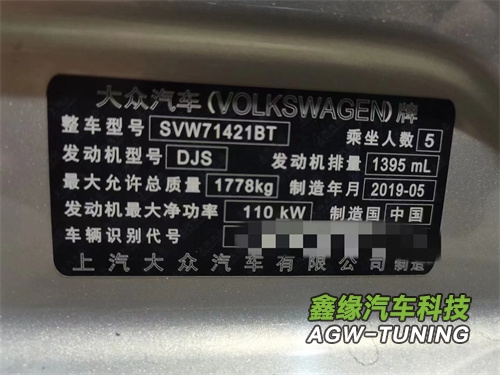 大众汽车(VOLKSWAGEN)牌
整车型号 SVW71421BT 乘坐人数 5
发动机型号 DJS 发动机排量 1395 mL
最大允许总质量 1778kg 制造年月 2019-05
发动机最大净功率 110 kW 制造国 中国
车辆识别代号
上汽大众汽车有限公司制造
鑫缘汽车科技
AGW-TUNING